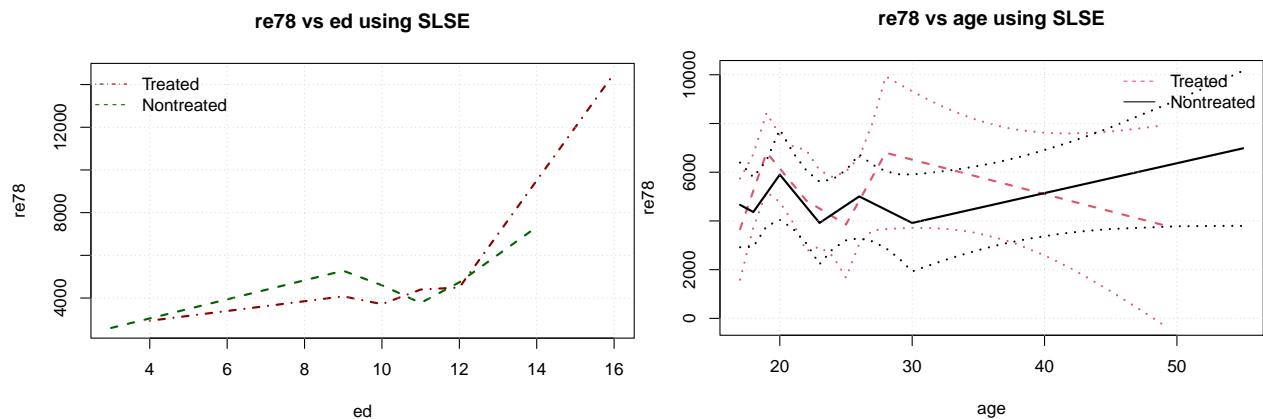 re78 vs ed using SLSE
Treated
Nontreated
re78
4000
8000
12000
4
6
8
10
12
14
16
ed
re78 vs age using SLSE
Treated
Nontreated
re78
0
2000
6000
10000
20
30
40
50
age